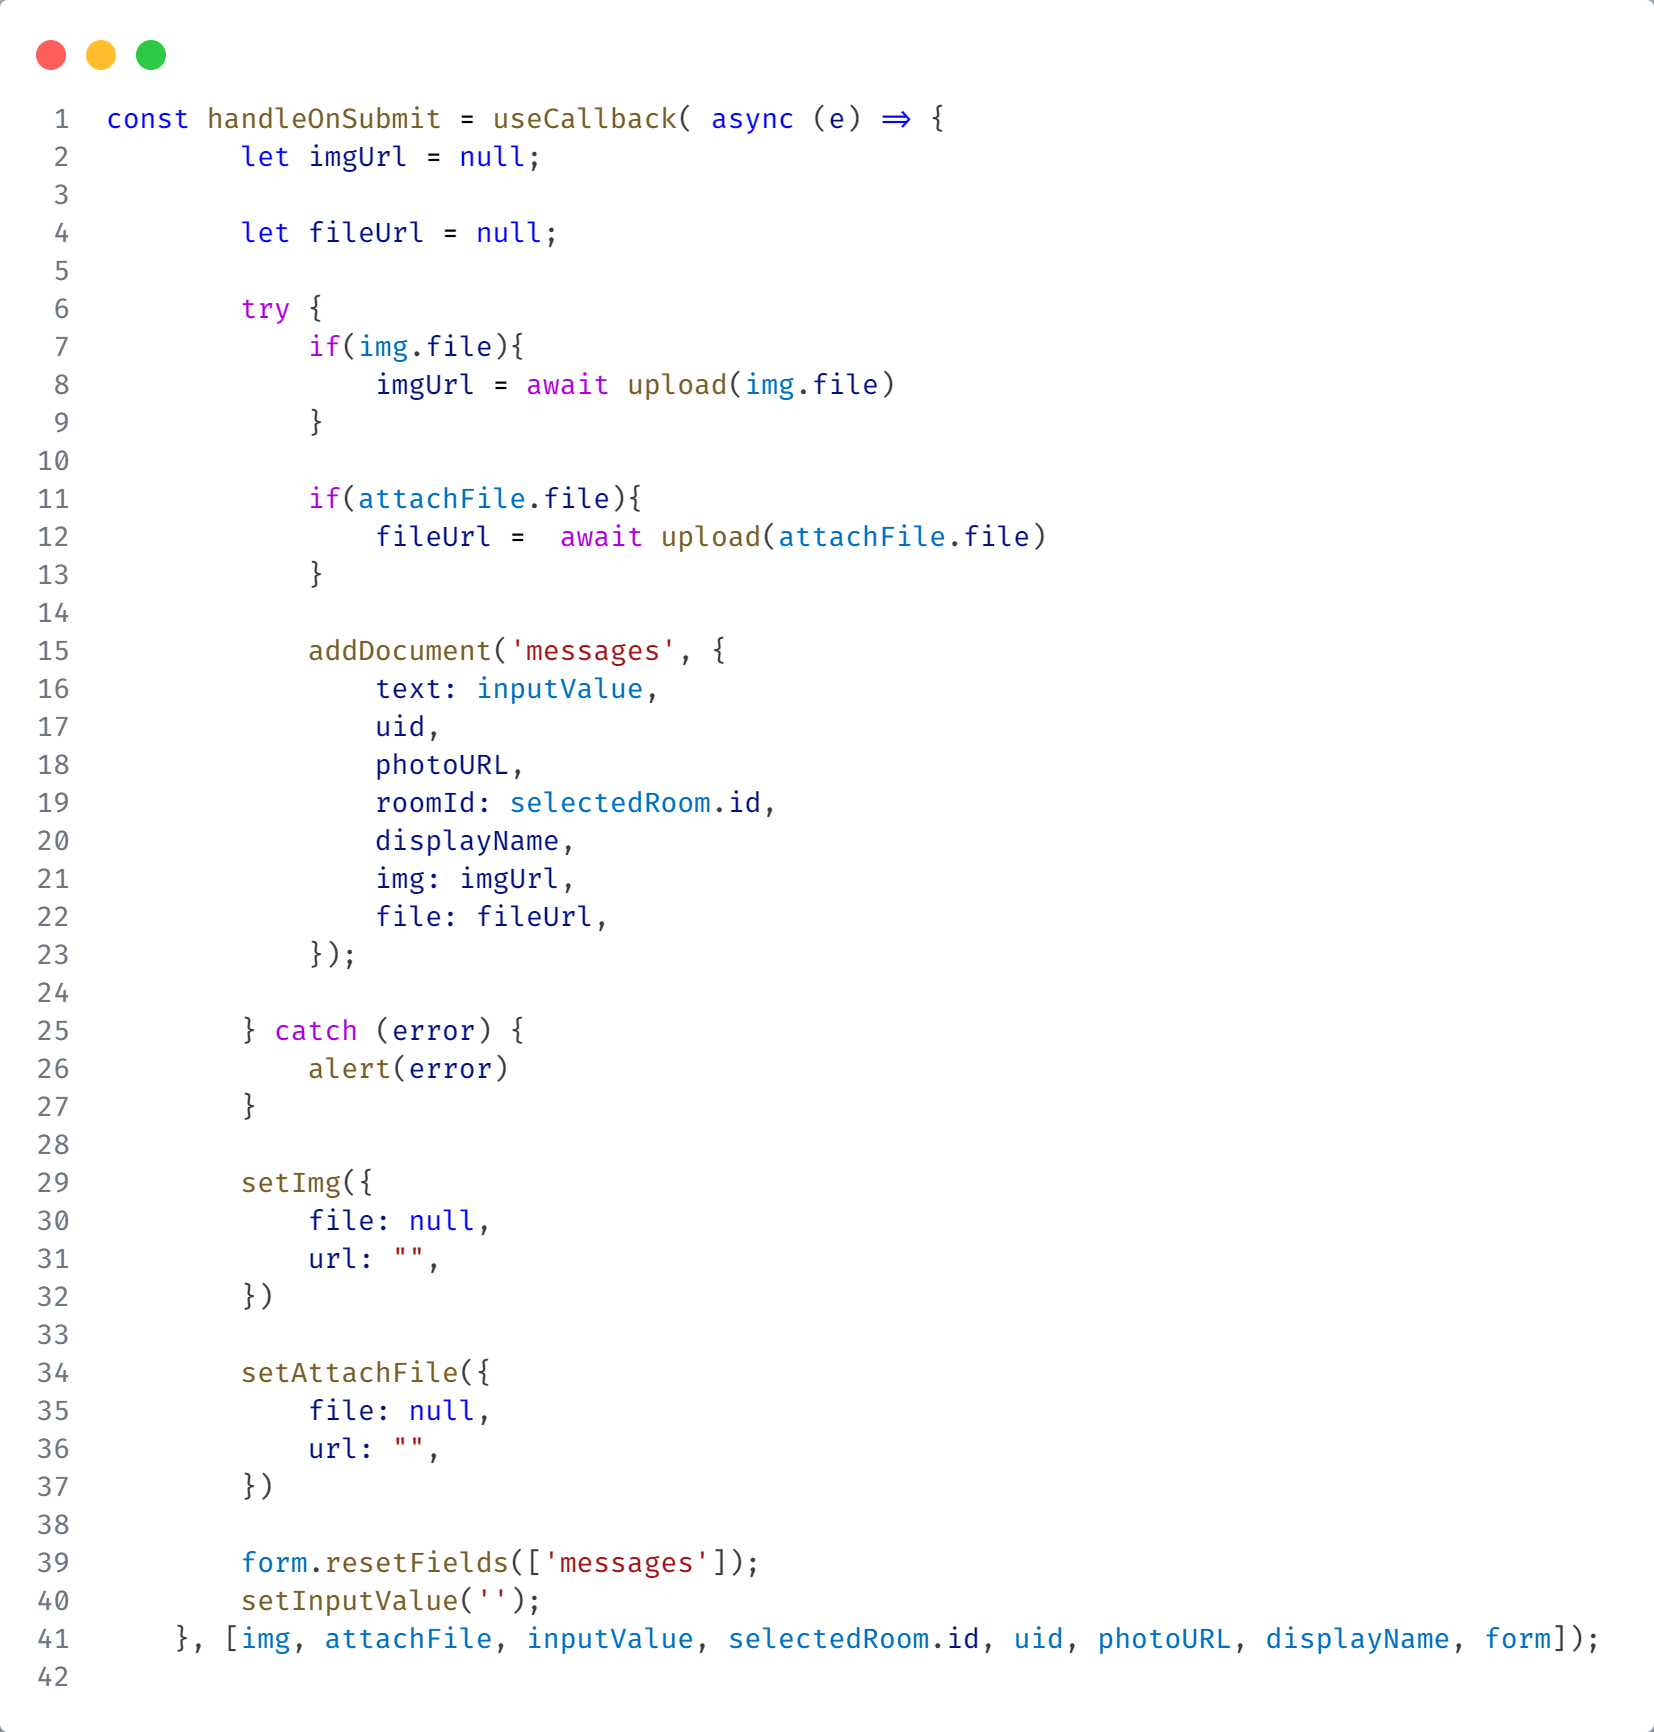 1 const handleOnSubmit = useCallback( async (e) => {
2 let imgUrl = null;
3
4 let fileUrl = null;
5
6 try {
7 if(img.file){
8 imgUrl = await upload(img.file)
9 }
10
11 if(attachFile.file){
12 fileUrl =  await upload(attachFile.file)
13 }
14
15 addDocument('messages', {
16 text: inputValue,
17 uid,
18 photoURL,
19 roomId: selectedRoom.id,
20 displayName,
21 img: imgUrl,
22 file: fileUrl,
23 });
24
25 } catch (error) {
26 alert(error)
27 }
28
29 setImg({
30 file: null,
31 url: "",
32 })
33
34 setAttachFile({
35 file: null,
36 url: "",
37 })
38
39 form.resetFields(['messages']);
40 setInputValue('');
41 }, [img, attachFile, inputValue, selectedRoom.id, uid, photoURL, displayName, form]);
42